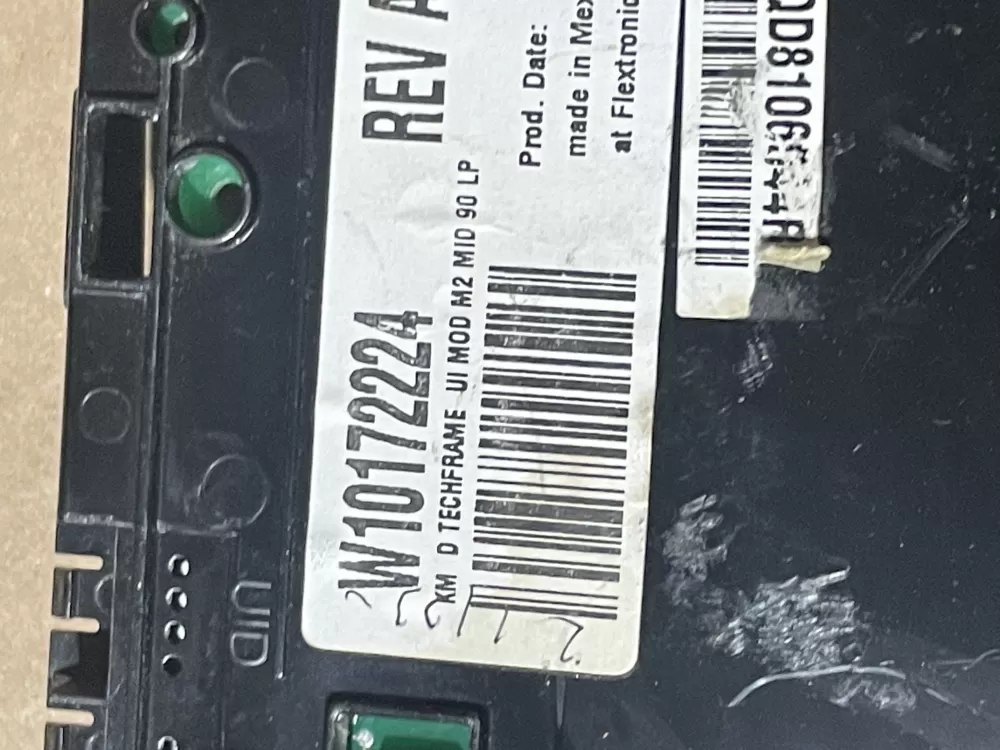 W10172224 REV A
KM D TECHFRAME UI MOD M2 MID 90 LP
Prod. Date:
made in Mex
at Flextronic
UID